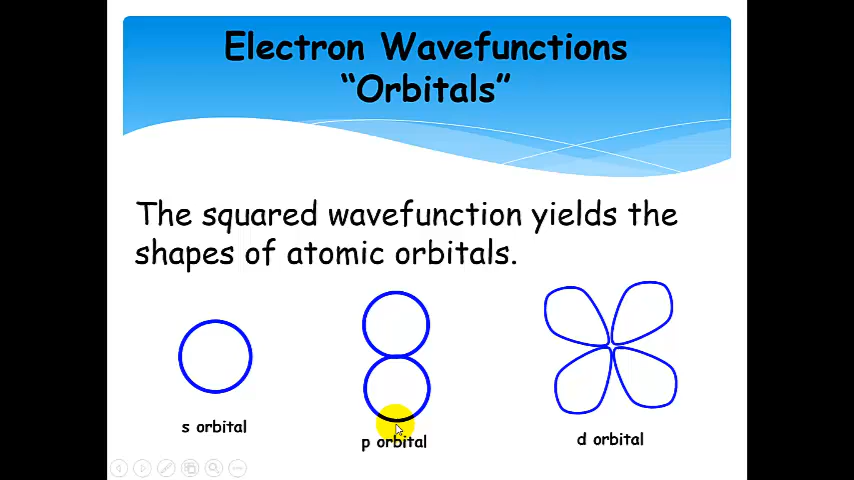 Electron Wavefunctions
“Orbitals”
The squared wavefunction yields the
shapes of atomic orbitals.
s orbital
p orbital
d orbital